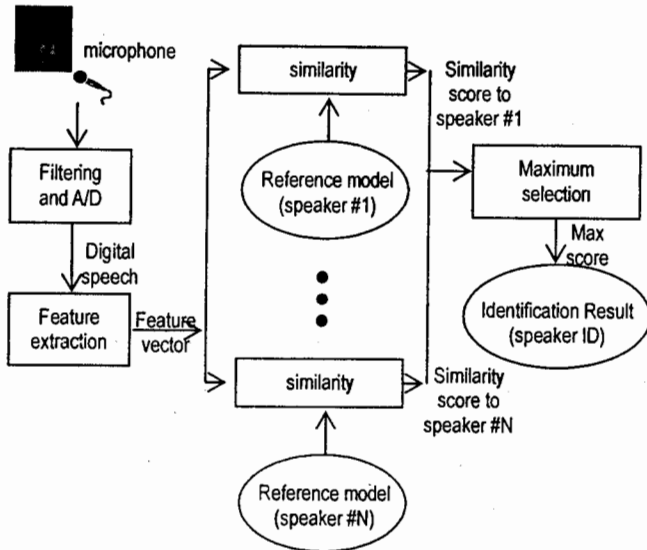 microphone
Filtering
and A/D
Digital
speech
Feature
extraction
Feature
vector
similarity
Similarity
score to
speaker #1
Reference model
(speaker #1)
similarity
Similarity
score to
speaker #N
Reference model
(speaker #N)
Maximum
selection
Max
score
Identification Result
(speaker ID)